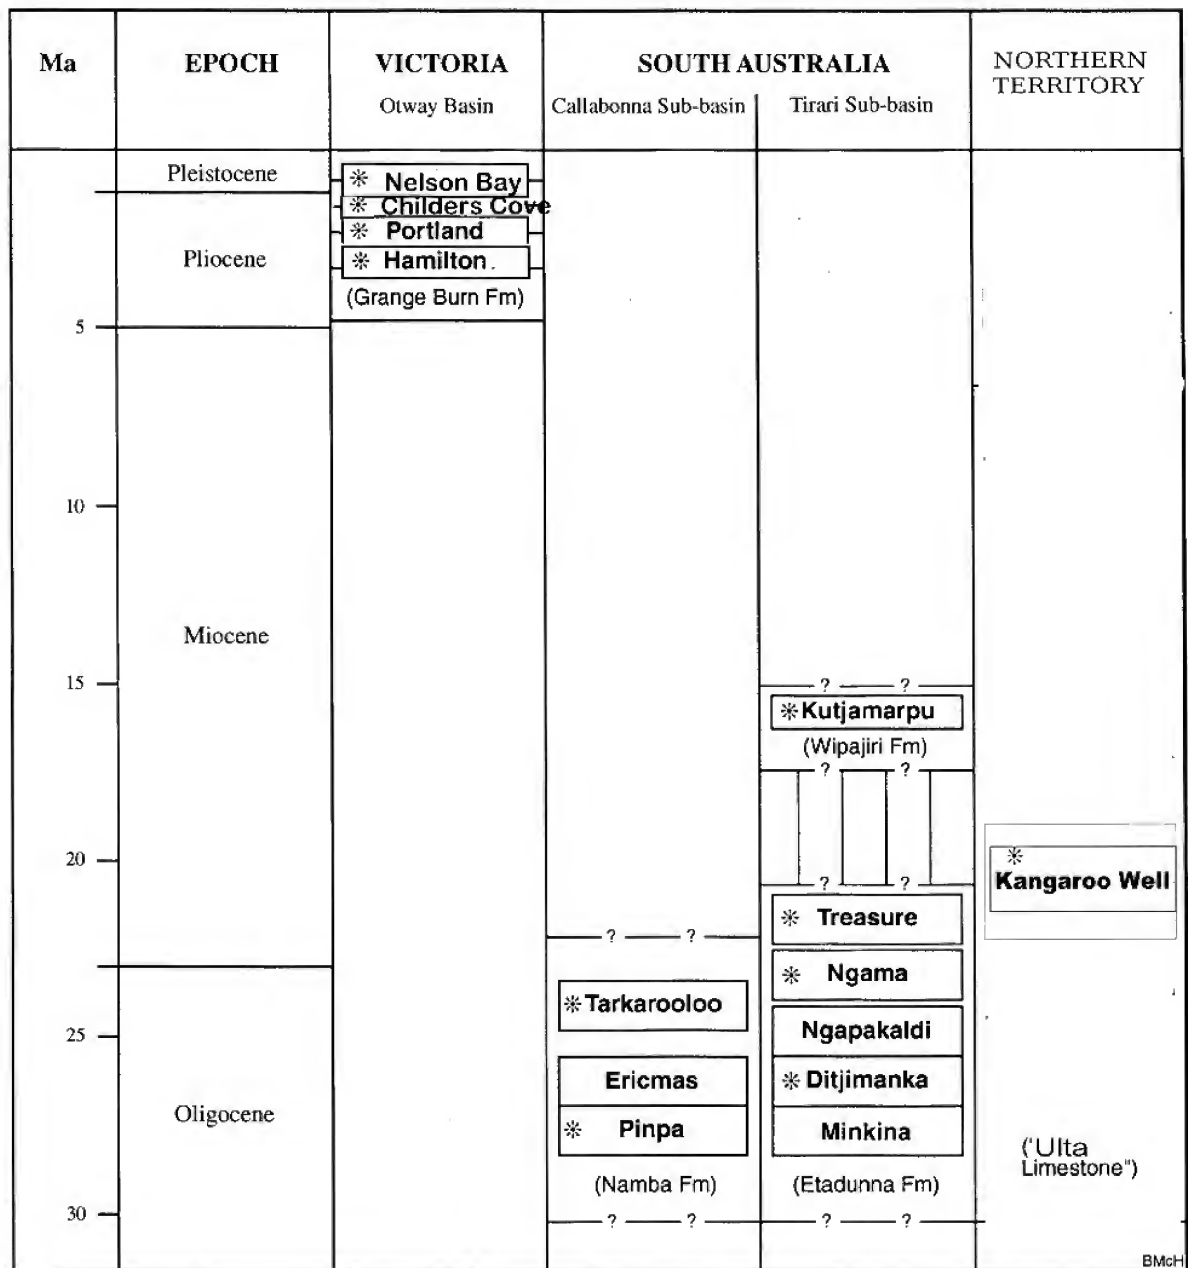 Ma
EPOCH
VICTORIA
SOUTH AUSTRALIA
NORTHERN
TERRITORY
Otway Basin
Callabonna Sub-basin
Tirari Sub-basin
Pleistocene
✳ Nelson Bay
✳ Childers Cove
✳ Portland
Pliocene
✳ Hamilton.
(Grange Burn Fm)
5
10
Miocene
15
? ?
✳ Kutjamarpu
(Wipajiri Fm)
? ?
20
✳
Kangaroo Well
? ?
✳ Treasure
? ?
✳ Ngama
✳ Tarkarooloo
25
Ngapakaldi
Ericmas
✳ Ditjimanka
Oligocene
✳ Pinpa
Minkina
("Ulta
Limestone")
(Namba Fm)
(Etadunna Fm)
30
? ? ? ?
BMcH